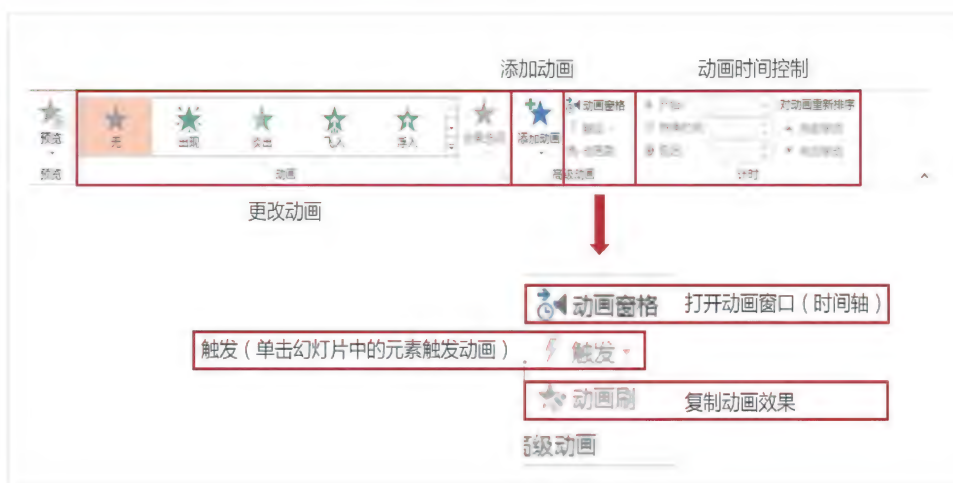 添加动画 动画时间控制
动画窗格 对动画重新排序
预览 无 出现 淡出 飞入 浮入 添加动画
预览 动画 高级动画 计时
更改动画
动画窗格 打开动画窗口（时间轴）
触发（单击幻灯片中的元素触发动画） 触发
动画刷 复制动画效果
高级动画